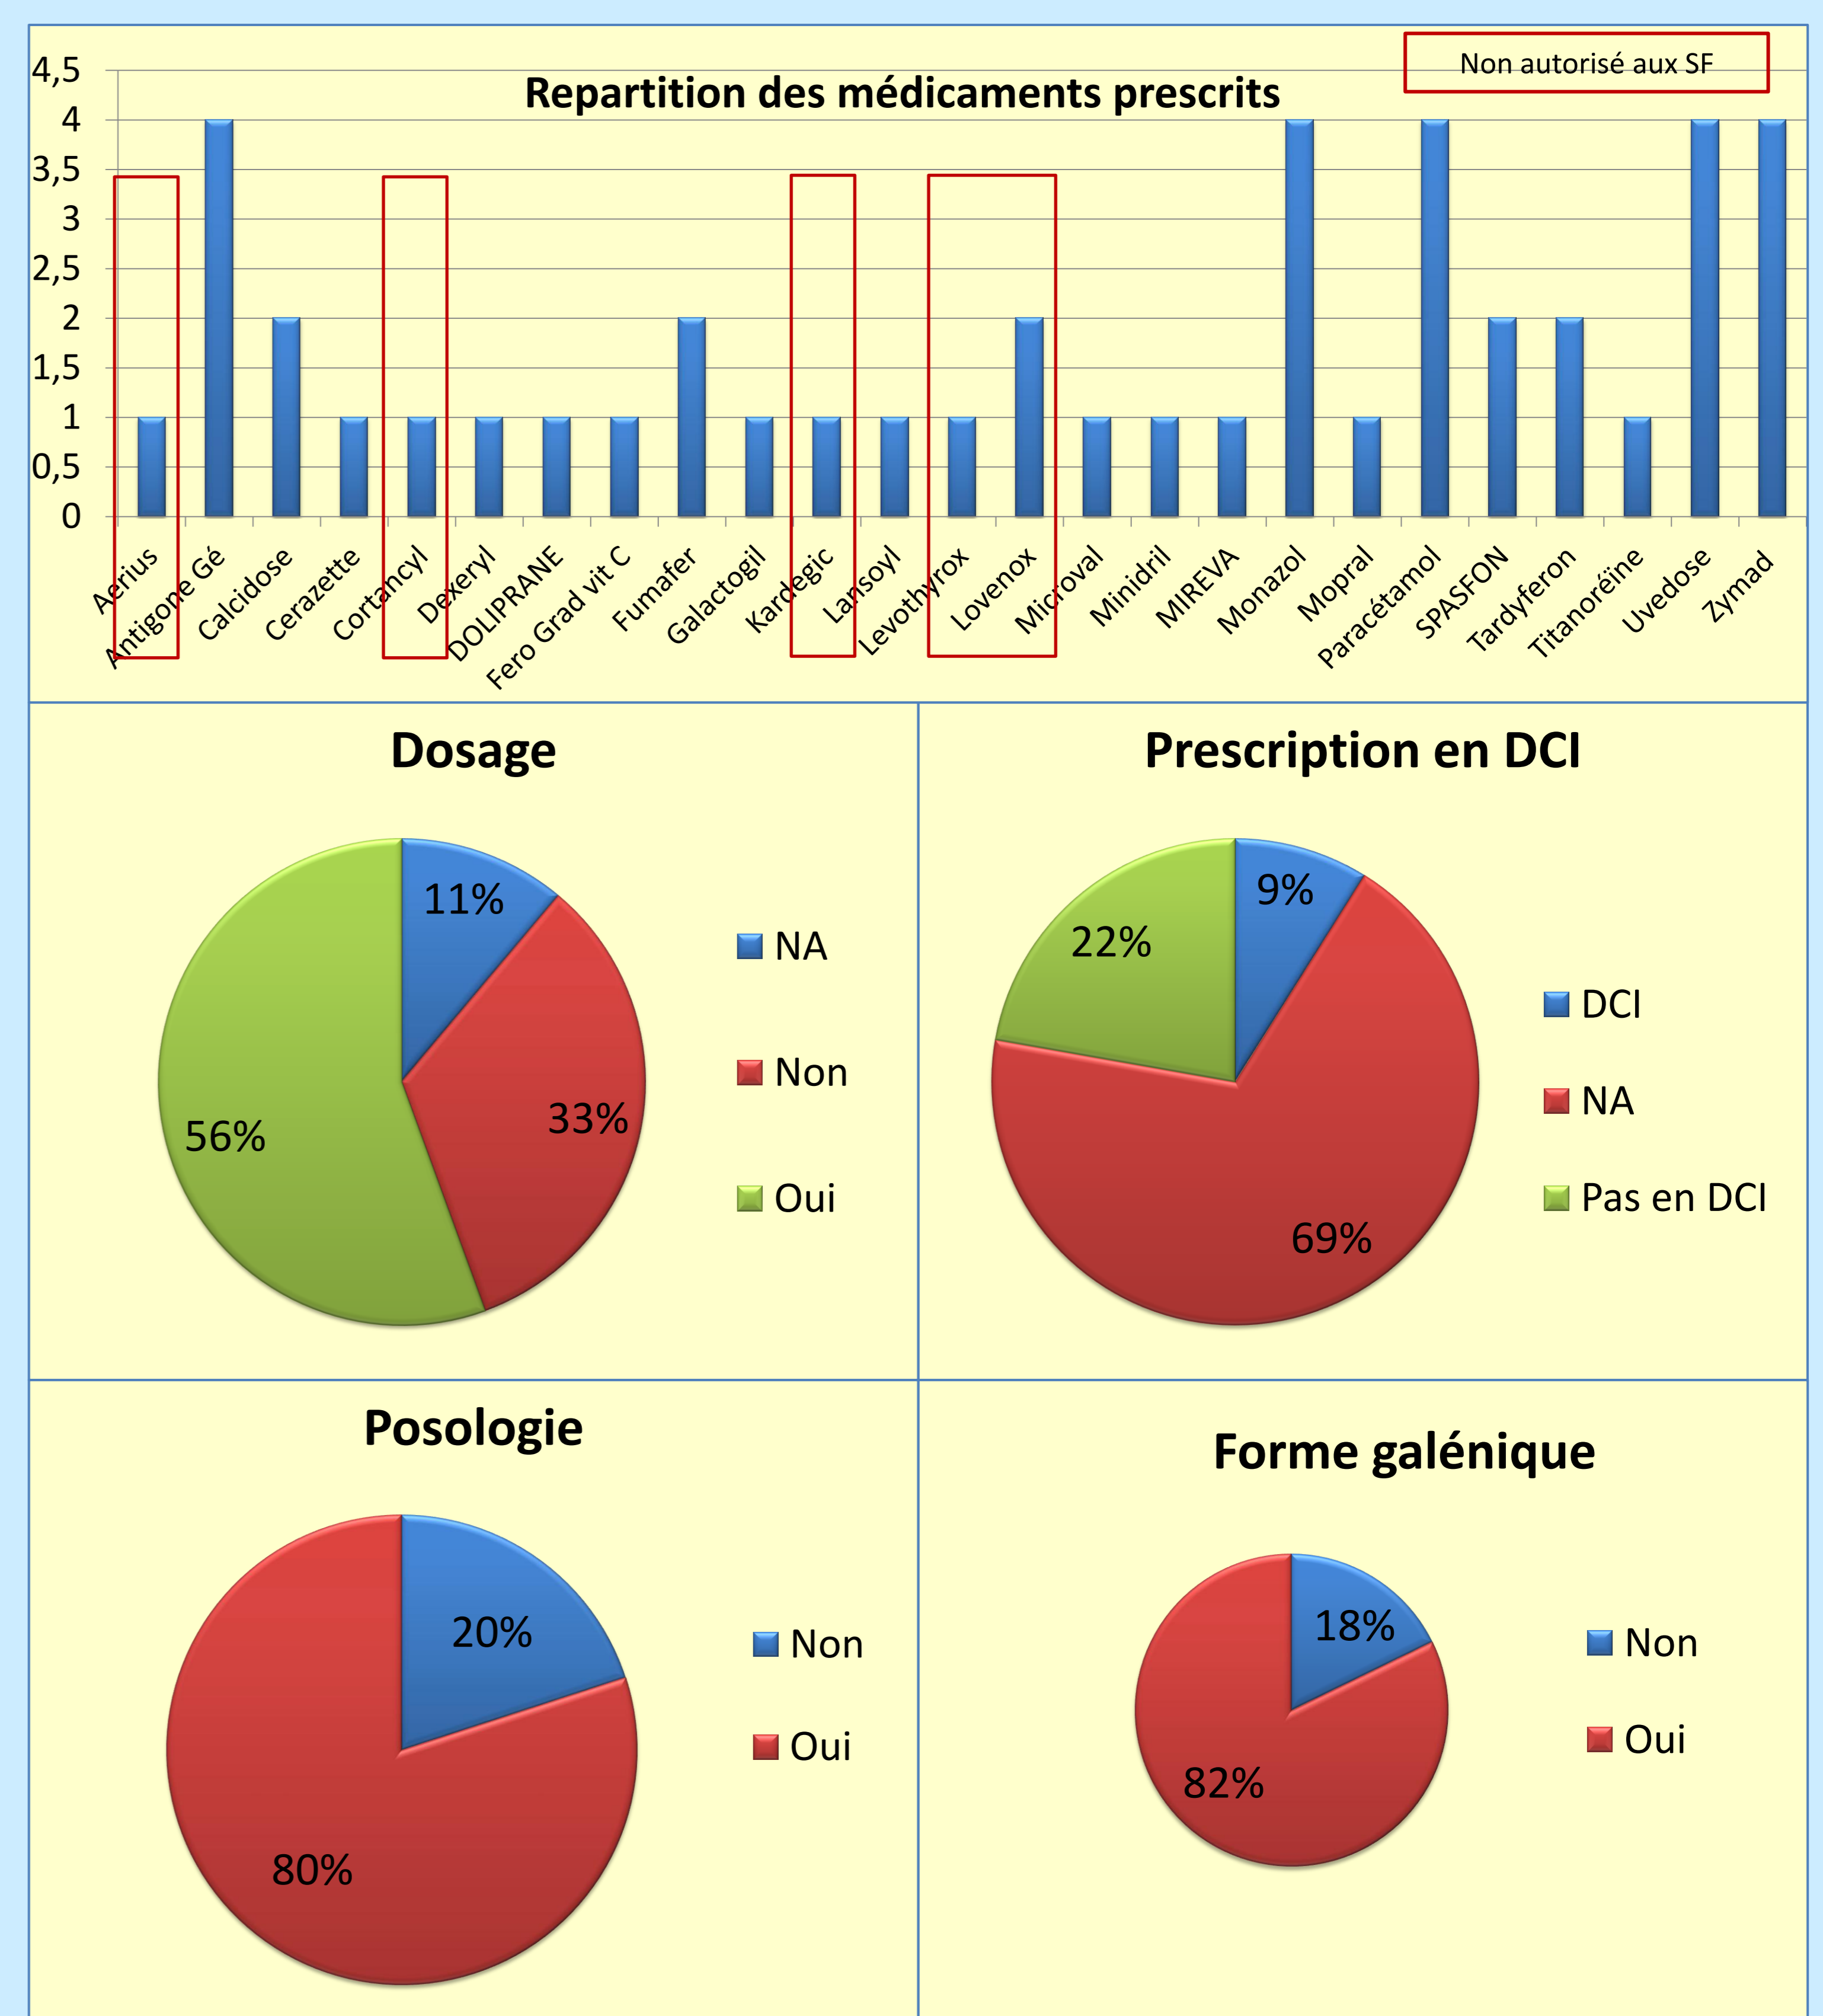 Non autorisé aux SF
Repartition des médicaments prescrits
4,5
4
3,5
3
2,5
2
1,5
1
0,5
0
Aerius
Antigone Gé
Calcidose
Cerazette
Cortancyl
Dexeryl
DOLIPRANE
Fero Grad vit C
Fumafer
Galactogil
Kardegic
Lansoyl
Levothyrox
Lovenox
Microval
Minidril
MIREVA
Monazol
Mopral
Paracétamol
SPASFON
Tardyferon
Titanoréïne
Uvedose
Zymad
Dosage
11%
33%
56%
NA
Non
Oui
Prescription en DCI
9%
22%
69%
DCI
NA
Pas en DCI
Posologie
20%
80%
Non
Oui
Forme galénique
18%
82%
Non
Oui